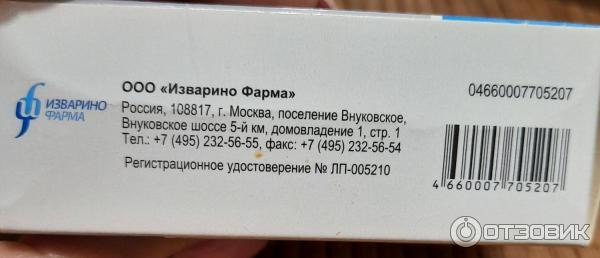 ИЗВАРИНО
ФАРМА
ООО «Изварино Фарма»
Россия, 108817, г. Москва, поселение Внуковское,
Внуковское шоссе 5-й км, домовладение 1, стр. 1
Тел.: +7 (495) 232-56-55, факс: +7 (495) 232-56-54
Регистрационное удостоверение № ЛП-005210
04660007705207
4 660007 705207
ОТЗОВИК